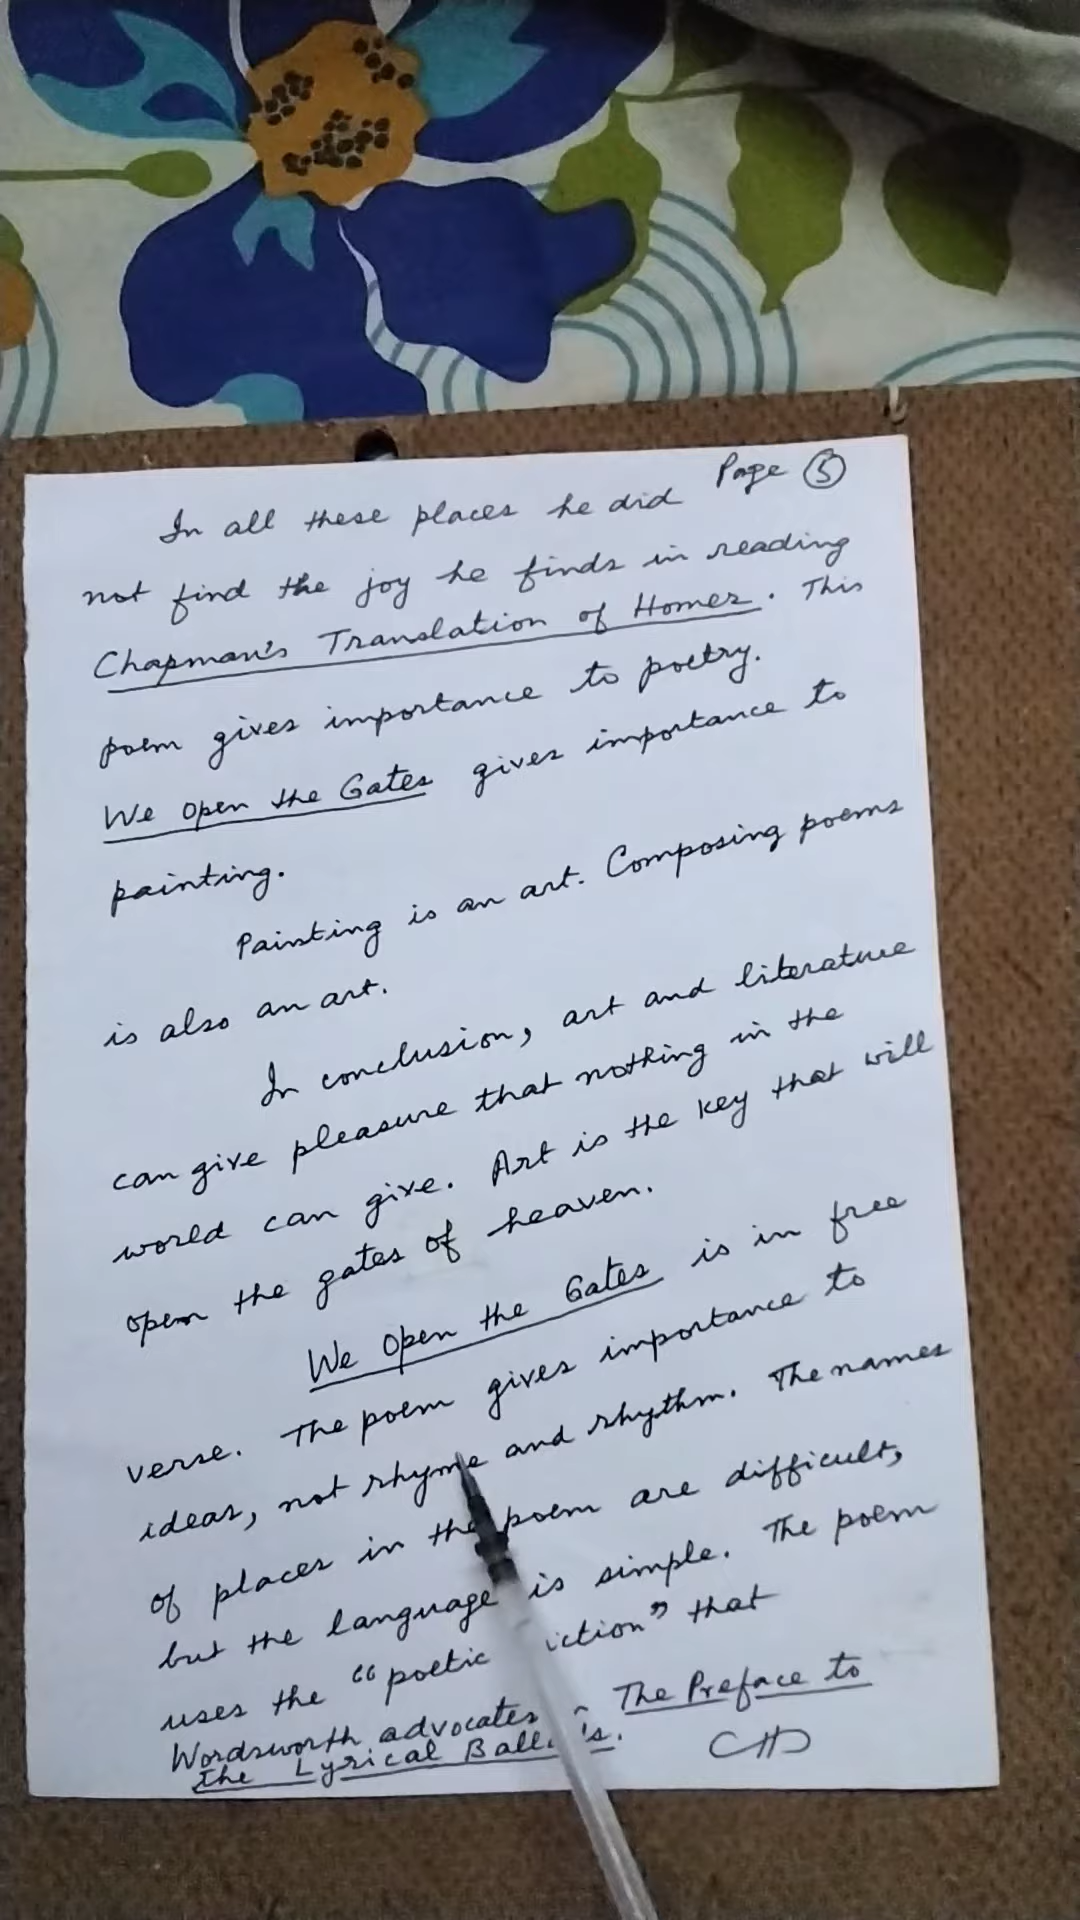 Page 5
In all these places he did
not find the joy he finds in reading
Chapman's Translation of Homer. This
poem gives importance to poetry.
We Open the Gates gives importance to
painting.
Painting is an art. Composing poems
is also an art.
In conclusion, art and literature
can give pleasure that nothing in the
world can give. Art is the key that will
open the gates of heaven.
We Open the Gates is in free
verse. The poem gives importance to
ideas, not rhyme and rhythm. The names
of places in the poem are difficult,
but the language is simple. The poem
uses the “poetic iction” that
Wordsworth advocates The Preface to
the Lyrical